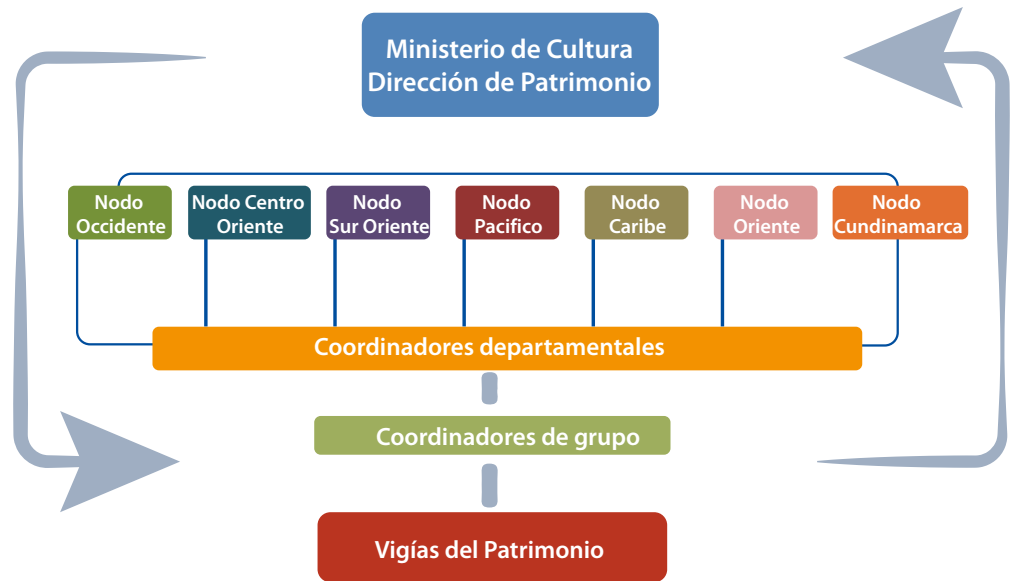 Ministerio de Cultura
Dirección de Patrimonio
Nodo
Occidente
Nodo Centro
Oriente
Nodo
Sur Oriente
Nodo
Pacifico
Nodo
Caribe
Nodo
Oriente
Nodo
Cundinamarca
Coordinadores departamentales
Coordinadores de grupo
Vigías del Patrimonio